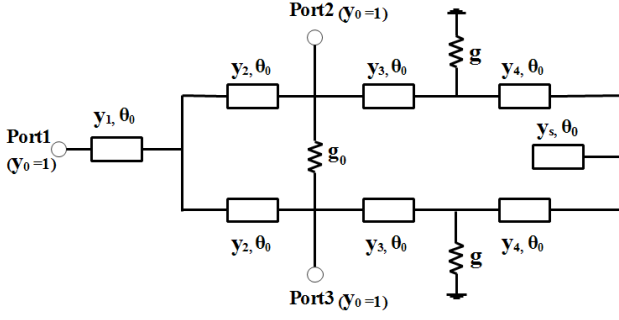 Port2 (y₀=1)
y₂, θ₀
y₃, θ₀
g
y₄, θ₀
y₁, θ₀
Port1
(y₀=1)
g₀
yₛ, θ₀
y₂, θ₀
y₃, θ₀
g
y₄, θ₀
Port3 (y₀=1)